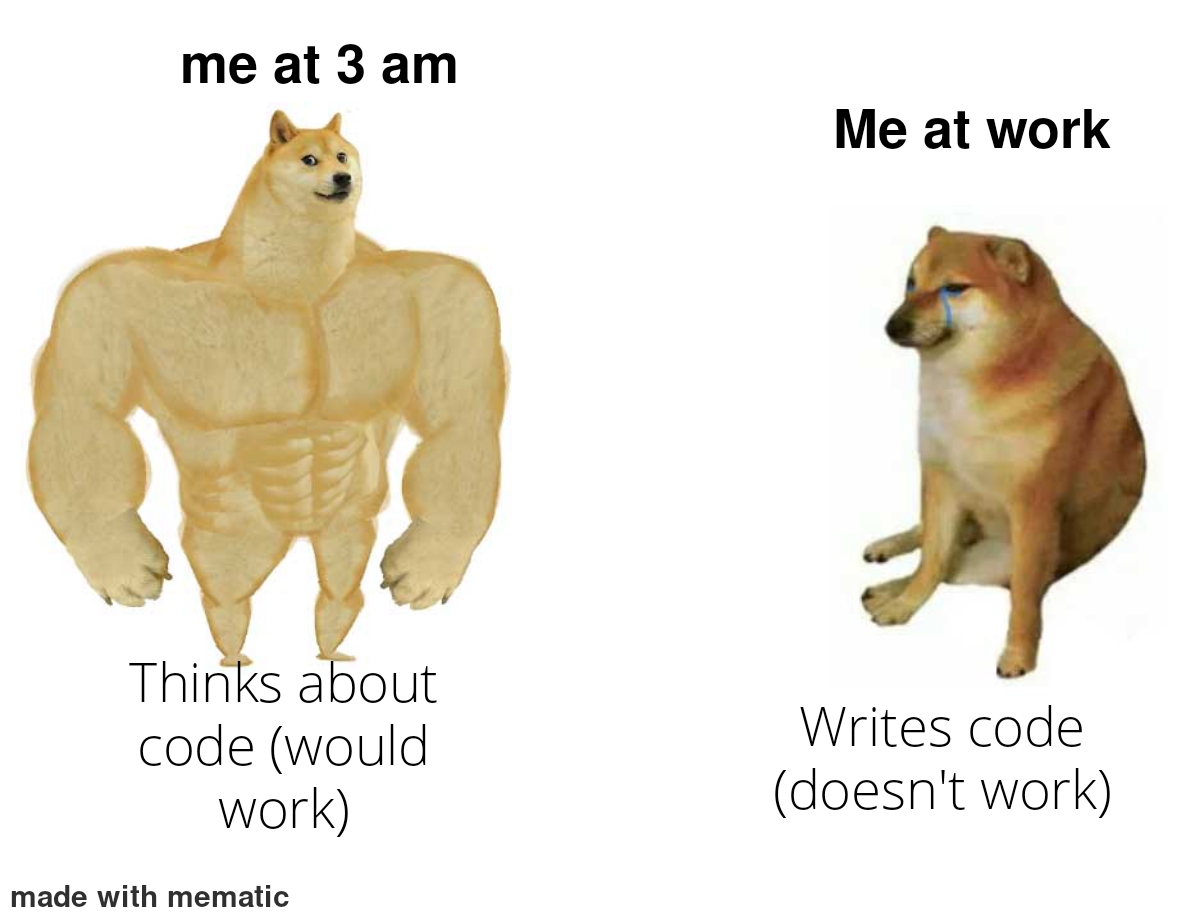 me at 3 am
Thinks about
code (would
work)
Me at work
Writes code
(doesn't work)
made with mematic